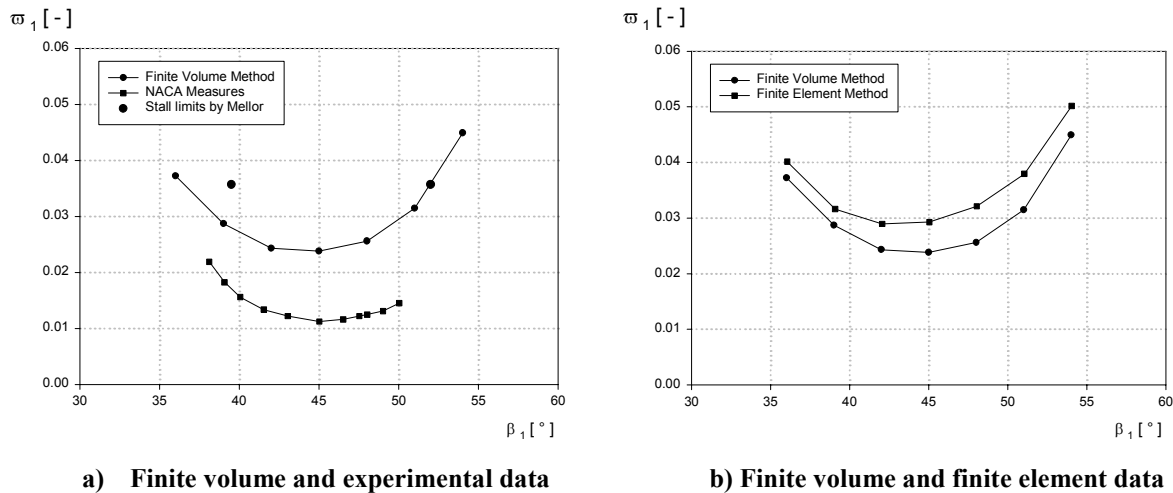 ϖ 1 [ - ]
0.06
0.05
0.04
0.03
0.02
0.01
0.00
Finite Volume Method
NACA Measures
Stall limits by Mellor
30 35 40 45 50 55 60
β 1 [ ° ]
a) Finite volume and experimental data
ϖ 1 [ - ]
0.06
0.05
0.04
0.03
0.02
0.01
0.00
Finite Volume Method
Finite Element Method
30 35 40 45 50 55 60
β 1 [ ° ]
b) Finite volume and finite element data